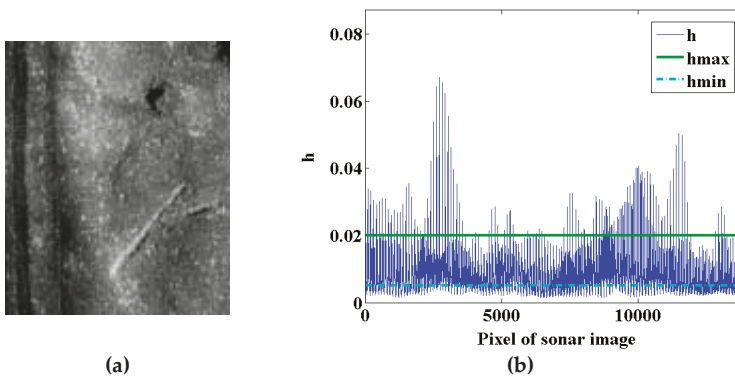 0.08
0.06
0.04
0.02
0
h
h
hmax
hmin
0 5000 10000
Pixel of sonar image
(a) (b)